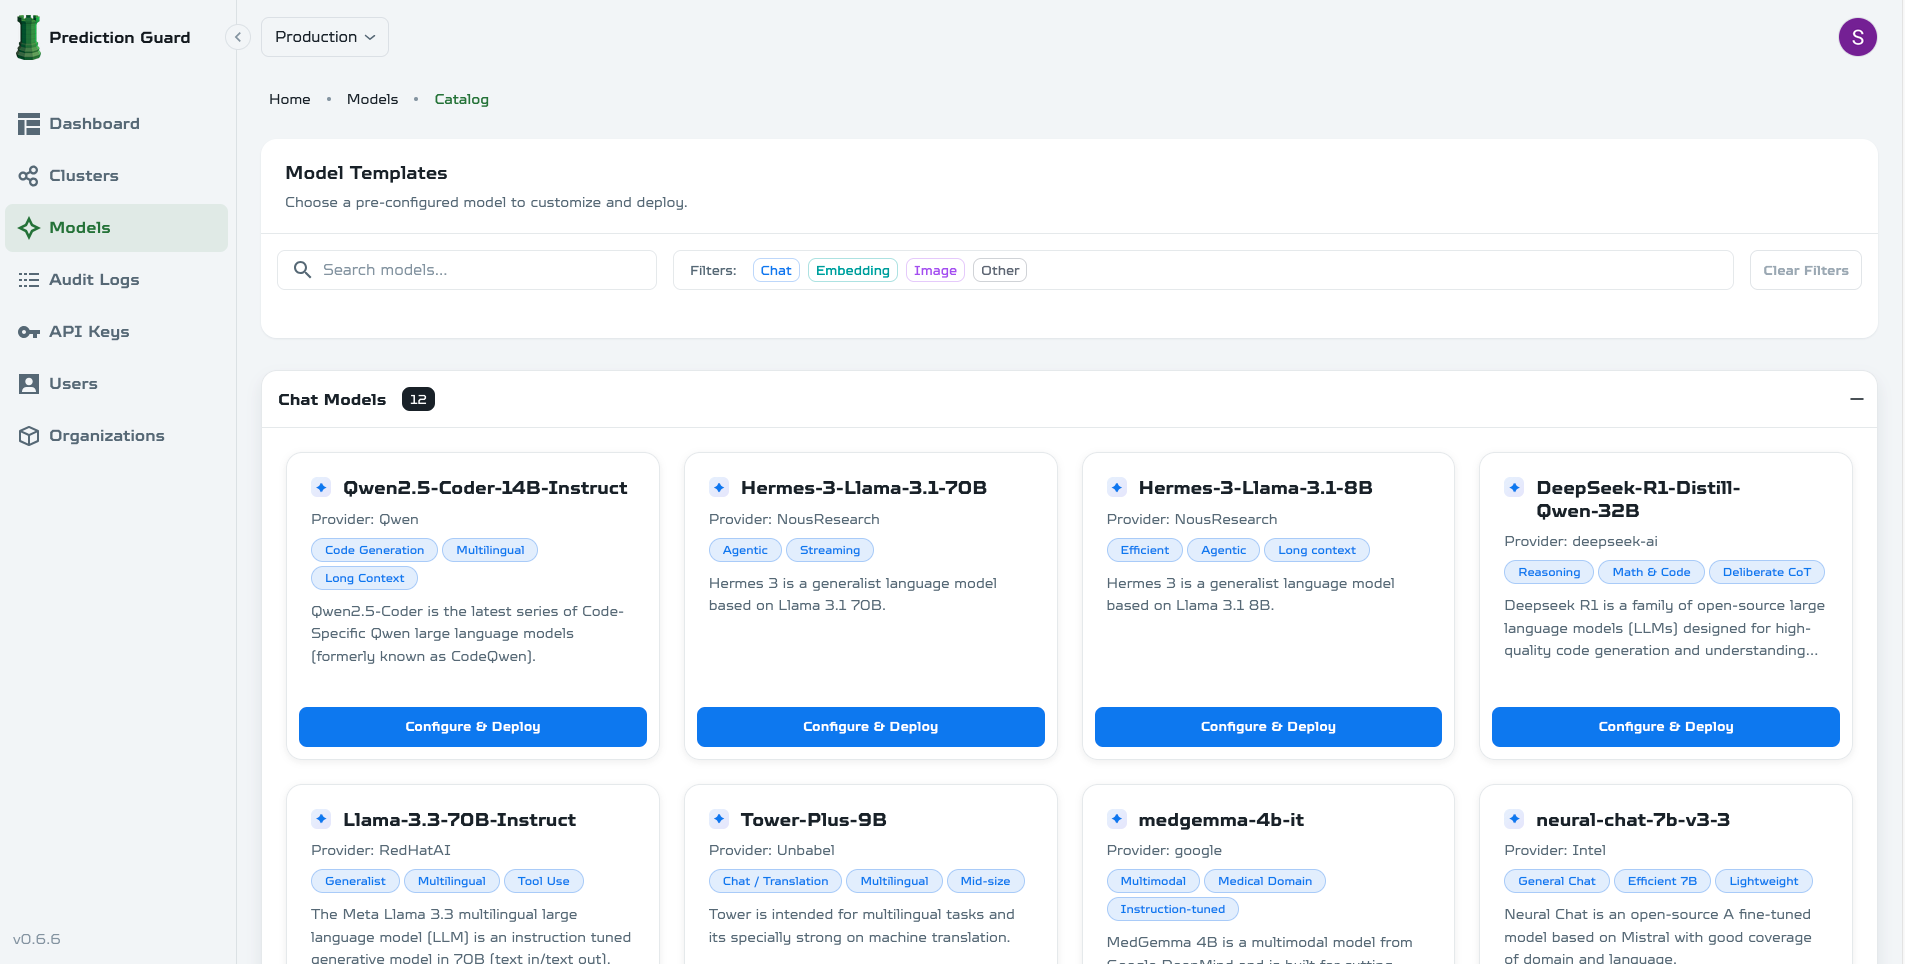 Prediction Guard
Production
S
Home • Models • Catalog
Dashboard
Clusters
Models
Audit Logs
API Keys
Users
Organizations
v0.6.6
Model Templates
Choose a pre-configured model to customize and deploy.
Search models...
Filters: Chat Embedding Image Other
Clear Filters
Chat Models 12
Qwen2.5-Coder-14B-Instruct
Provider: Qwen
Code Generation Multilingual
Long Context
Qwen2.5-Coder is the latest series of Code-
Specific Qwen large language models
(formerly known as CodeQwen).
Configure & Deploy
Hermes-3-Llama-3.1-70B
Provider: NousResearch
Agentic Streaming
Hermes 3 is a generalist language model
based on Llama 3.1 70B.
Configure & Deploy
Hermes-3-Llama-3.1-8B
Provider: NousResearch
Efficient Agentic Long context
Hermes 3 is a generalist language model
based on Llama 3.1 8B.
Configure & Deploy
DeepSeek-R1-Distill-
Qwen-32B
Provider: deepseek-ai
Reasoning Math & Code Deliberate CoT
Deepseek R1 is a family of open-source large
language models (LLMs) designed for high-
quality code generation and understanding...
Configure & Deploy
Llama-3.3-70B-Instruct
Provider: RedHatAI
Generalist Multilingual Tool Use
The Meta Llama 3.3 multilingual large
language model (LLM) is an instruction tuned
generative model in 70B (text in/text out).
Tower-Plus-9B
Provider: Unbabel
Chat / Translation Multilingual Mid-size
Tower is intended for multilingual tasks and
its specially strong on machine translation.
medgemma-4b-it
Provider: google
Multimodal Medical Domain
Instruction-tuned
MedGemma 4B is a multimodal model from
Google DeepMind and is built for cutting
neural-chat-7b-v3-3
Provider: Intel
General Chat Efficient 7B Lightweight
Neural Chat is an open-source A fine-tuned
model based on Mistral with good coverage
of domain and language.